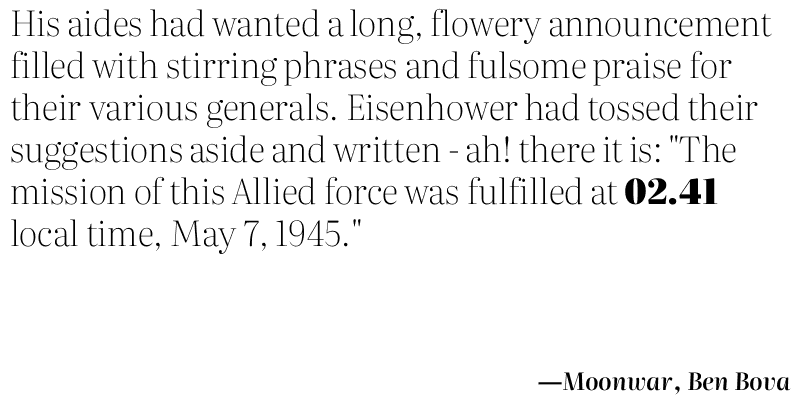 His aides had wanted a long, flowery announcement
filled with stirring phrases and fulsome praise for
their various generals. Eisenhower had tossed their
suggestions aside and written - ah! there it is: "The
mission of this Allied force was fulfilled at 02.41
local time, May 7, 1945."
—Moonwar, Ben Bova